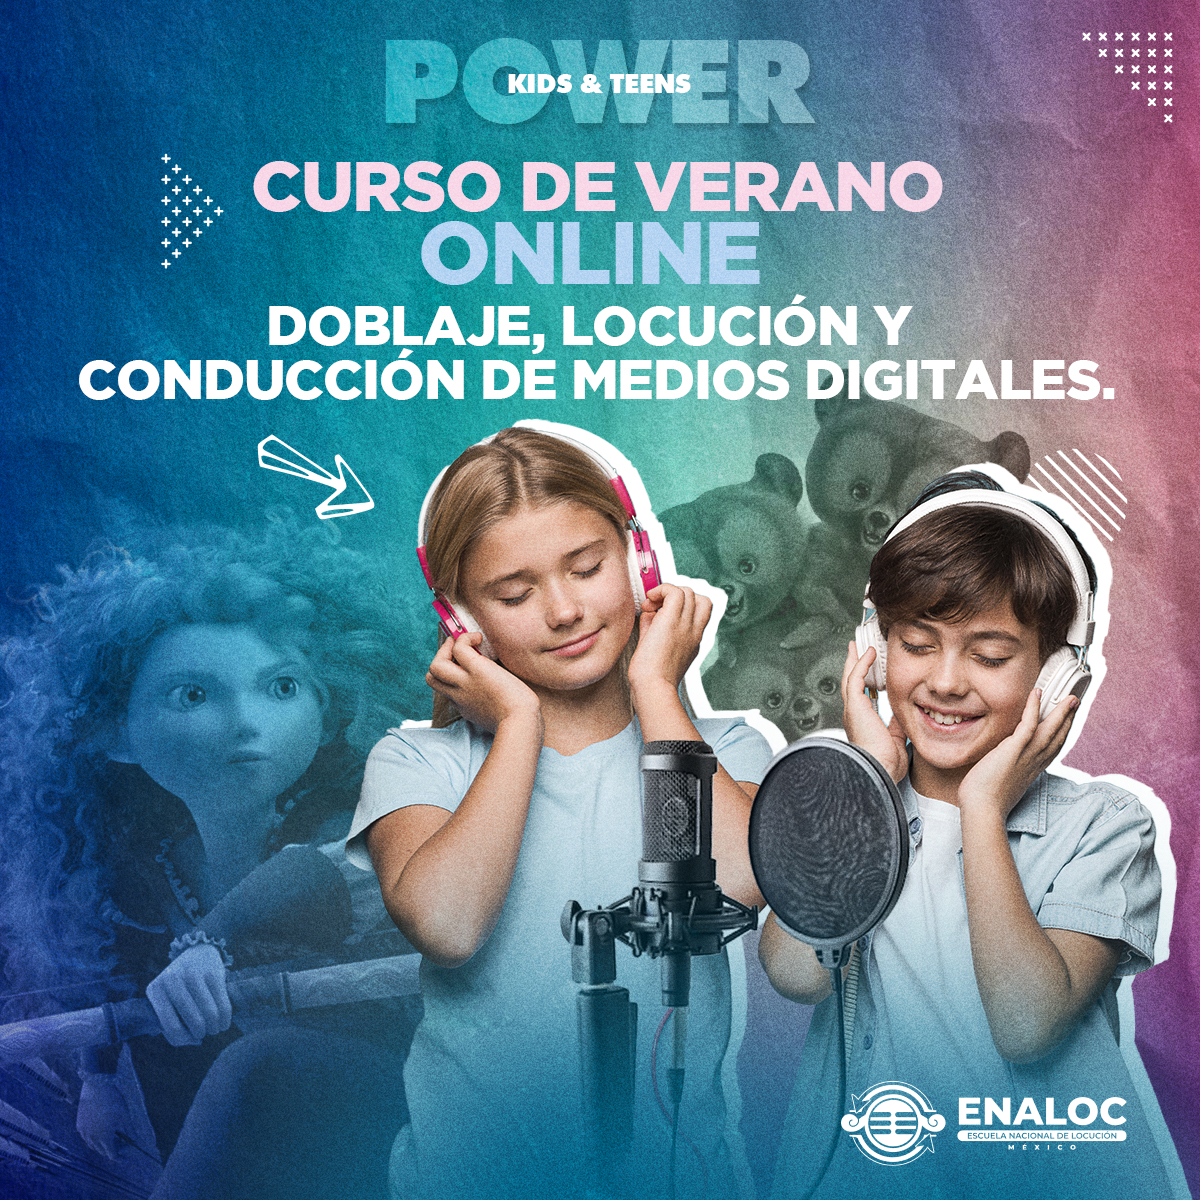 POWER
KIDS & TEENS
CURSO DE VERANO
ONLINE
DOBLAJE, LOCUCIÓN Y
CONDUCCIÓN DE MEDIOS DIGITALES.
ENALOC
ESCUELA NACIONAL DE LOCUCIÓN
MÉXICO